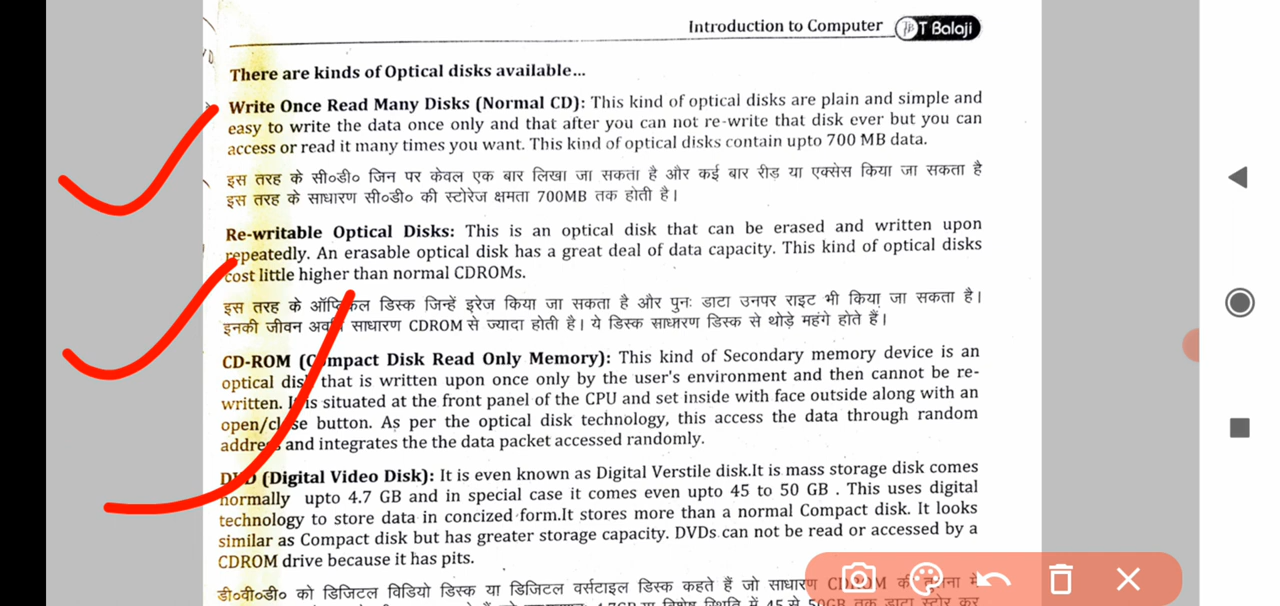 Introduction to Computer TB T Balaji
There are kinds of Optical disks available...
Write Once Read Many Disks (Normal CD): This kind of optical disks are plain and simple and
easy to write the data once only and that after you can not re-write that disk ever but you can
access or read it many times you want. This kind of optical disks contain upto 700 MB data.
इस तरह के सी०डी० जिन पर केवल एक बार लिखा जा सकता है और कई बार रीड़ या एक्सेस किया जा सकता है
इस तरह के साधारण सी०डी० की स्टोरेज क्षमता 700MB तक होती है।
Re-writable Optical Disks: This is an optical disk that can be erased and written upon
repeatedly. An erasable optical disk has a great deal of data capacity. This kind of optical disks
cost little higher than normal CDROMs.
इस तरह के ऑप्टिकल डिस्क जिन्हें इरेज किया जा सकता है और पुनः डाटा उनपर राइट भी किया जा सकता है।
इनकी जीवन अवधि साधारण CDROM से ज्यादा होती है। ये डिस्क साधरण डिस्क से थोड़े महंगे होते हैं।
CD-ROM (Compact Disk Read Only Memory): This kind of Secondary memory device is an
optical disk that is written upon once only by the user's environment and then cannot be re-
written. It is situated at the front panel of the CPU and set inside with face outside along with an
open/close button. As per the optical disk technology, this access the data through random
address and integrates the the data packet accessed randomly.
DVD (Digital Video Disk): It is even known as Digital Verstile disk.It is mass storage disk comes
normally upto 4.7 GB and in special case it comes even upto 45 to 50 GB . This uses digital
technology to store data in concized form.It stores more than a normal Compact disk. It looks
similar as Compact disk but has greater storage capacity. DVDs can not be read or accessed by a
CDROM drive because it has pits.
डी०वी०डी० को डिजिटल विडियो डिस्क या डिजिटल वर्सटाइल डिस्क कहते हैं जो साधारण CDROM की तुलना में
45 से 50GB तक डाटा स्टोर कर